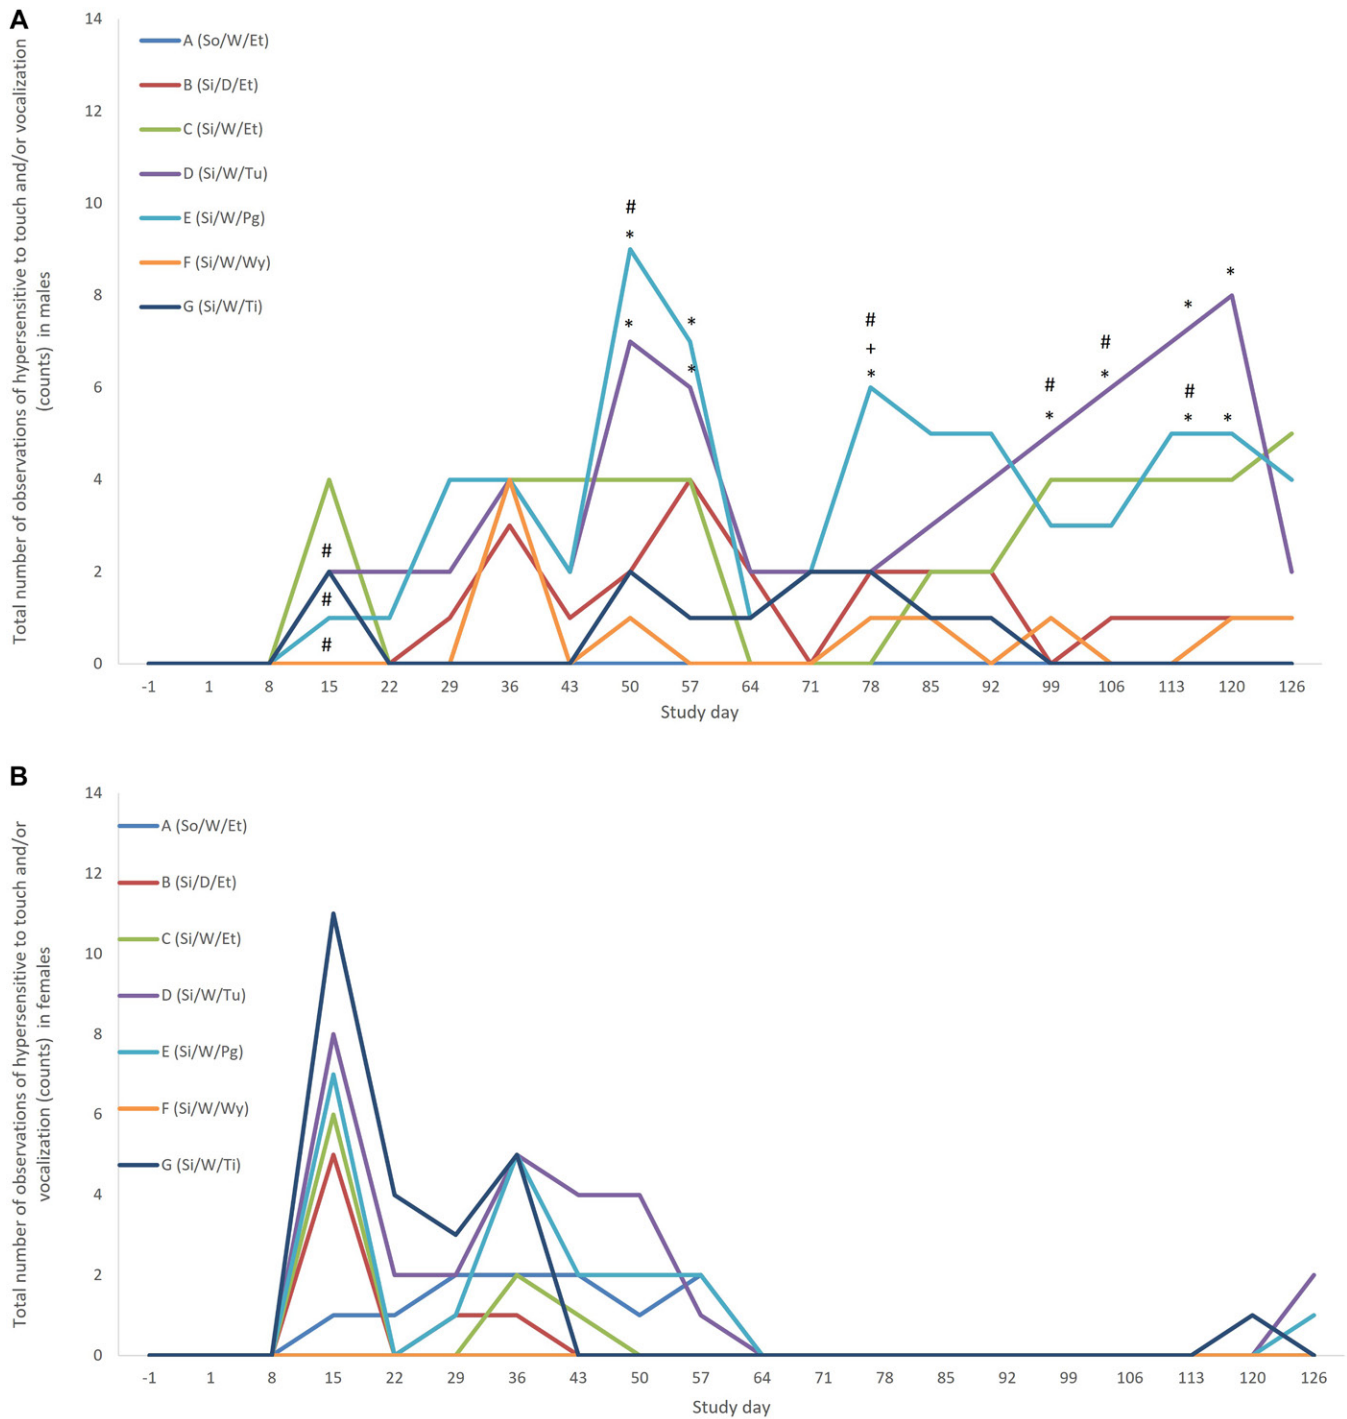 A
Total number of observations of hypersensitive to touch and/or vocalization
(counts) in males
14
12
10
8
6
4
2
0
A (So/W/Et)
B (Si/D/Et)
C (Si/W/Et)
D (Si/W/Tu)
E (Si/W/Pg)
F (Si/W/Wy)
G (Si/W/Ti)
#
*
*
*
*
#
+
*
#
*
#
*
*
*
#
*
*
#
#
#
-1 1 8 15 22 29 36 43 50 57 64 71 78 85 92 99 106 113 120 126
Study day
B
Total number of observations of hypersensitive to touch and/or
vocalization (counts) in females
14
12
10
8
6
4
2
0
A (So/W/Et)
B (Si/D/Et)
C (Si/W/Et)
D (Si/W/Tu)
E (Si/W/Pg)
F (Si/W/Wy)
G (Si/W/Ti)
-1 1 8 15 22 29 36 43 50 57 64 71 78 85 92 99 106 113 120 126
Study day